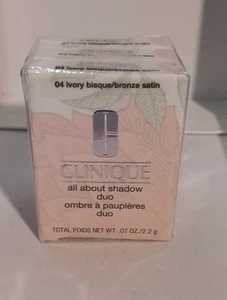 04 ivory bisque/bronze satin
CLINIQUE
all about shadow
duo
ombre à paupières
duo
TOTAL POIDS NET WT. .07 OZ./2.2 g